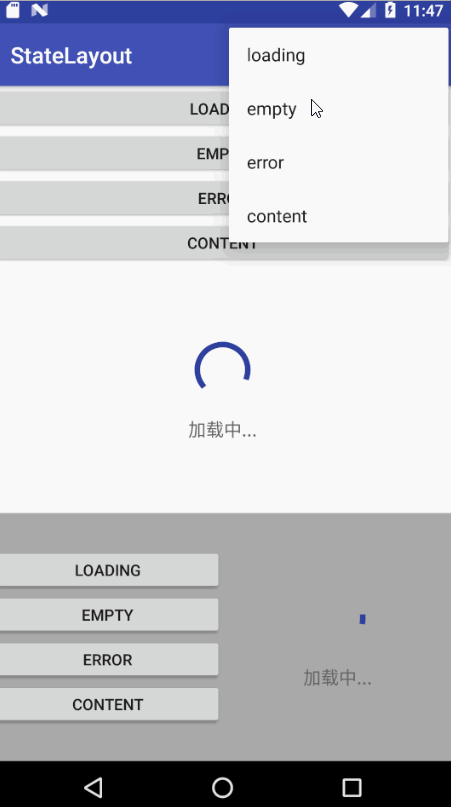 11:47
StateLayout
loading
empty
error
content
LOAD
EMP
ERRO
CONTENT
加载中...
LOADING
EMPTY
ERROR
CONTENT
加载中...